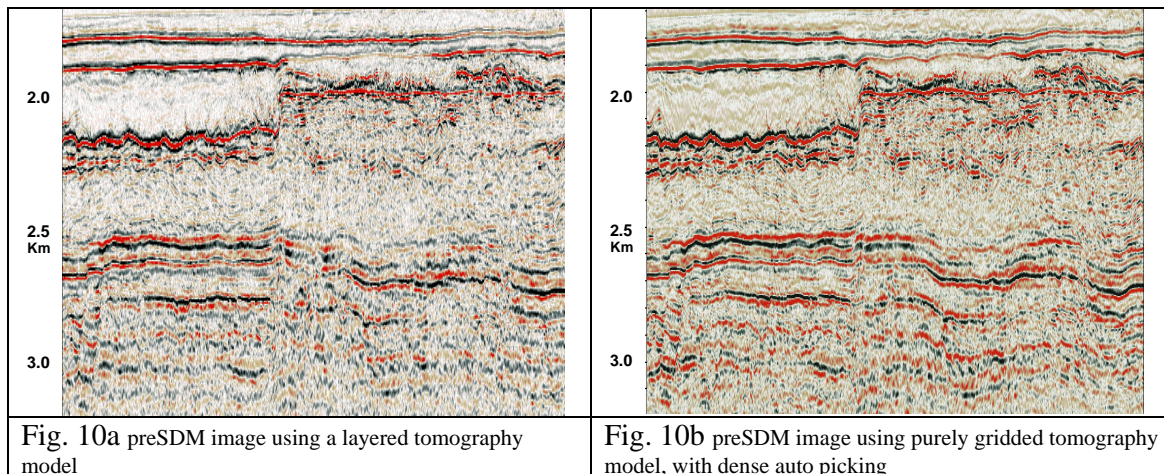 2.0
2.5
Km
3.0
2.0
2.5
Km
3.0
Fig. 10a preSDM image using a layered tomography
model
Fig. 10b preSDM image using purely gridded tomography
model, with dense auto picking